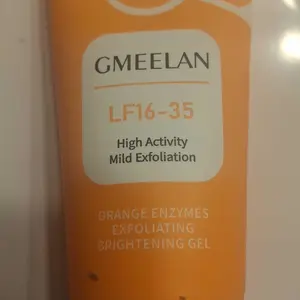 GMEELAN
LF16-35
High Activity
Mild Exfoliation
ORANGE ENZYMES
EXFOLIATING
BRIGHTENING GEL